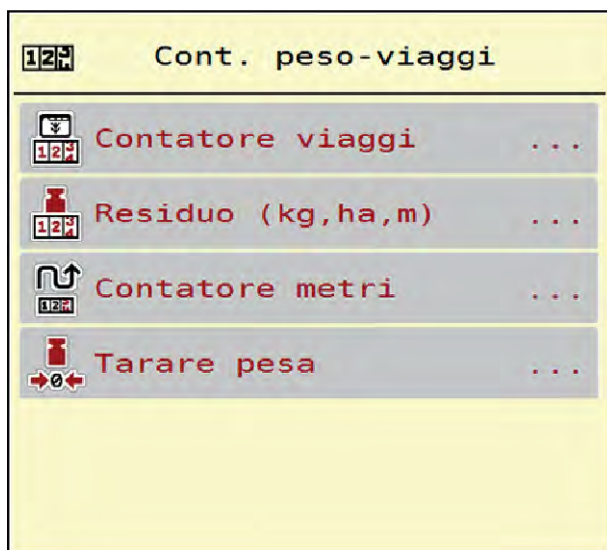 Cont. peso-viaggi
Contatore viaggi ...
Residuo (kg,ha,m) ...
Contatore metri ...
Tarare pesa ...